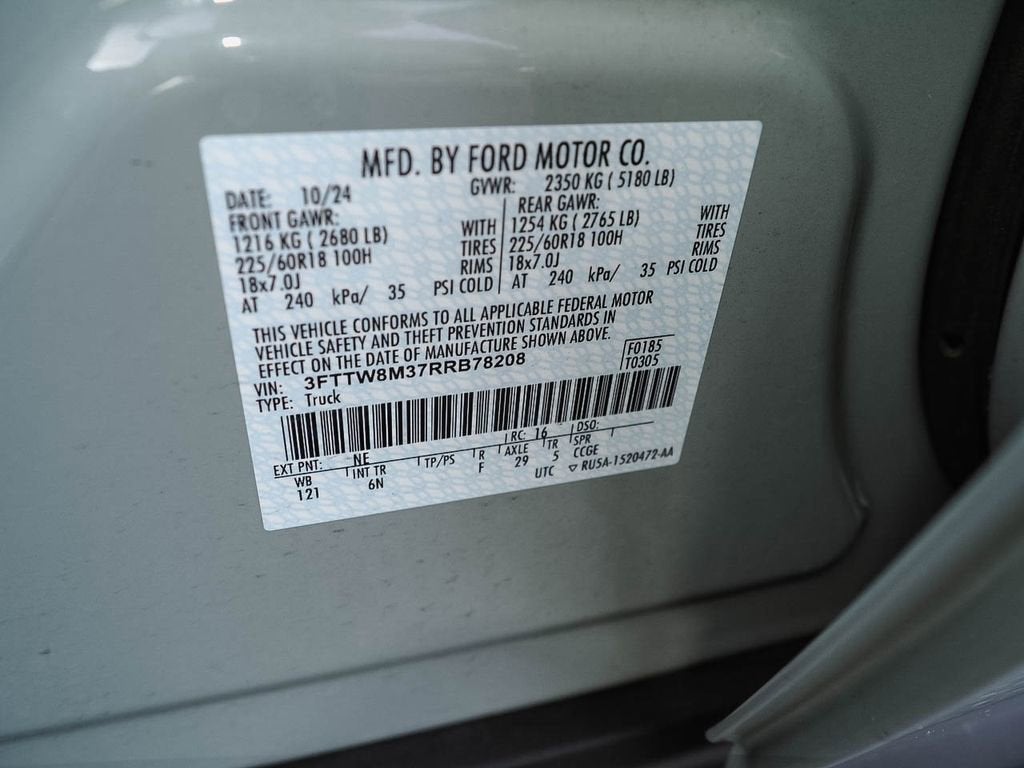 MFD. BY FORD MOTOR CO.
DATE: 10/24 GVWR: 2350 KG ( 5180 LB)
FRONT GAWR: REAR GAWR:
1216 KG ( 2680 LB) WITH 1254 KG ( 2765 LB) WITH
225/60R18 100H TIRES 225/60R18 100H TIRES
18x7.0J RIMS 18x7.0J RIMS
AT 240 kPa/ 35 PSI COLD AT 240 kPa/ 35 PSI COLD
THIS VEHICLE CONFORMS TO ALL APPLICABLE FEDERAL MOTOR
VEHICLE SAFETY AND THEFT PREVENTION STANDARDS IN
EFFECT ON THE DATE OF MANUFACTURE SHOWN ABOVE.
VIN: 3FTTW8M37RRB78208 F0185
TYPE: Truck T0305
EXT PNT: NE RC: 16 DSO:
WB INT TR TP/PS R AXLE TR SPR
121 6N F 29 5 CCGE
UTC ▽ RU5A-1520472-AA